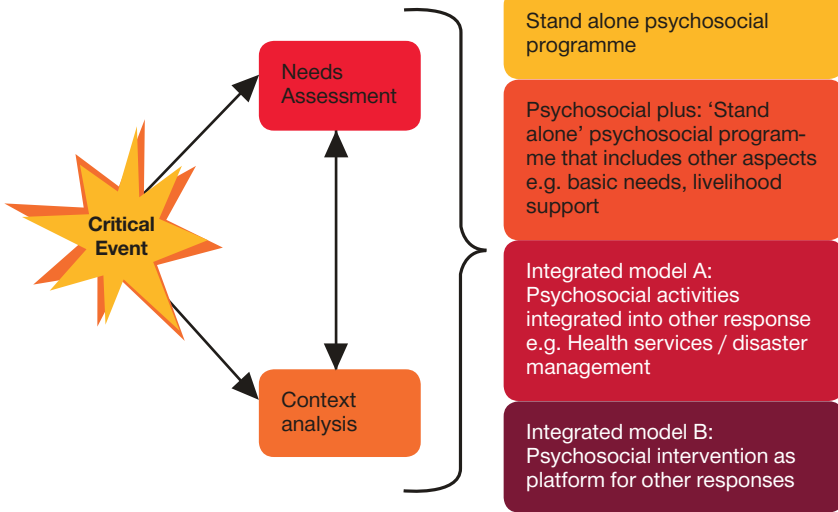 Critical
Event
Needs
Assessment
Context
analysis
Stand alone psychosocial
programme
Psychosocial plus: ‘Stand
alone’ psychosocial program-
me that includes other aspects
e.g. basic needs, livelihood
support
Integrated model A:
Psychosocial activities
integrated into other response
e.g. Health services / disaster
management
Integrated model B:
Psychosocial intervention as
platform for other responses